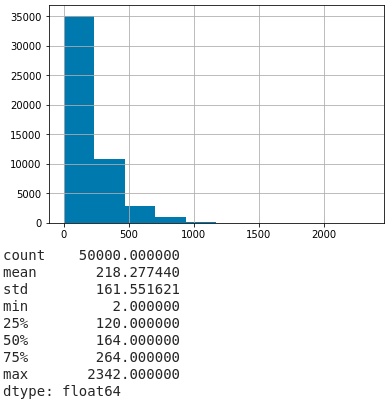 35000
30000
25000
20000
15000
10000
5000
0
0 500 1000 1500 2000
count 50000.000000
mean 218.277440
std 161.551621
min 2.000000
25% 120.000000
50% 164.000000
75% 264.000000
max 2342.000000
dtype: float64